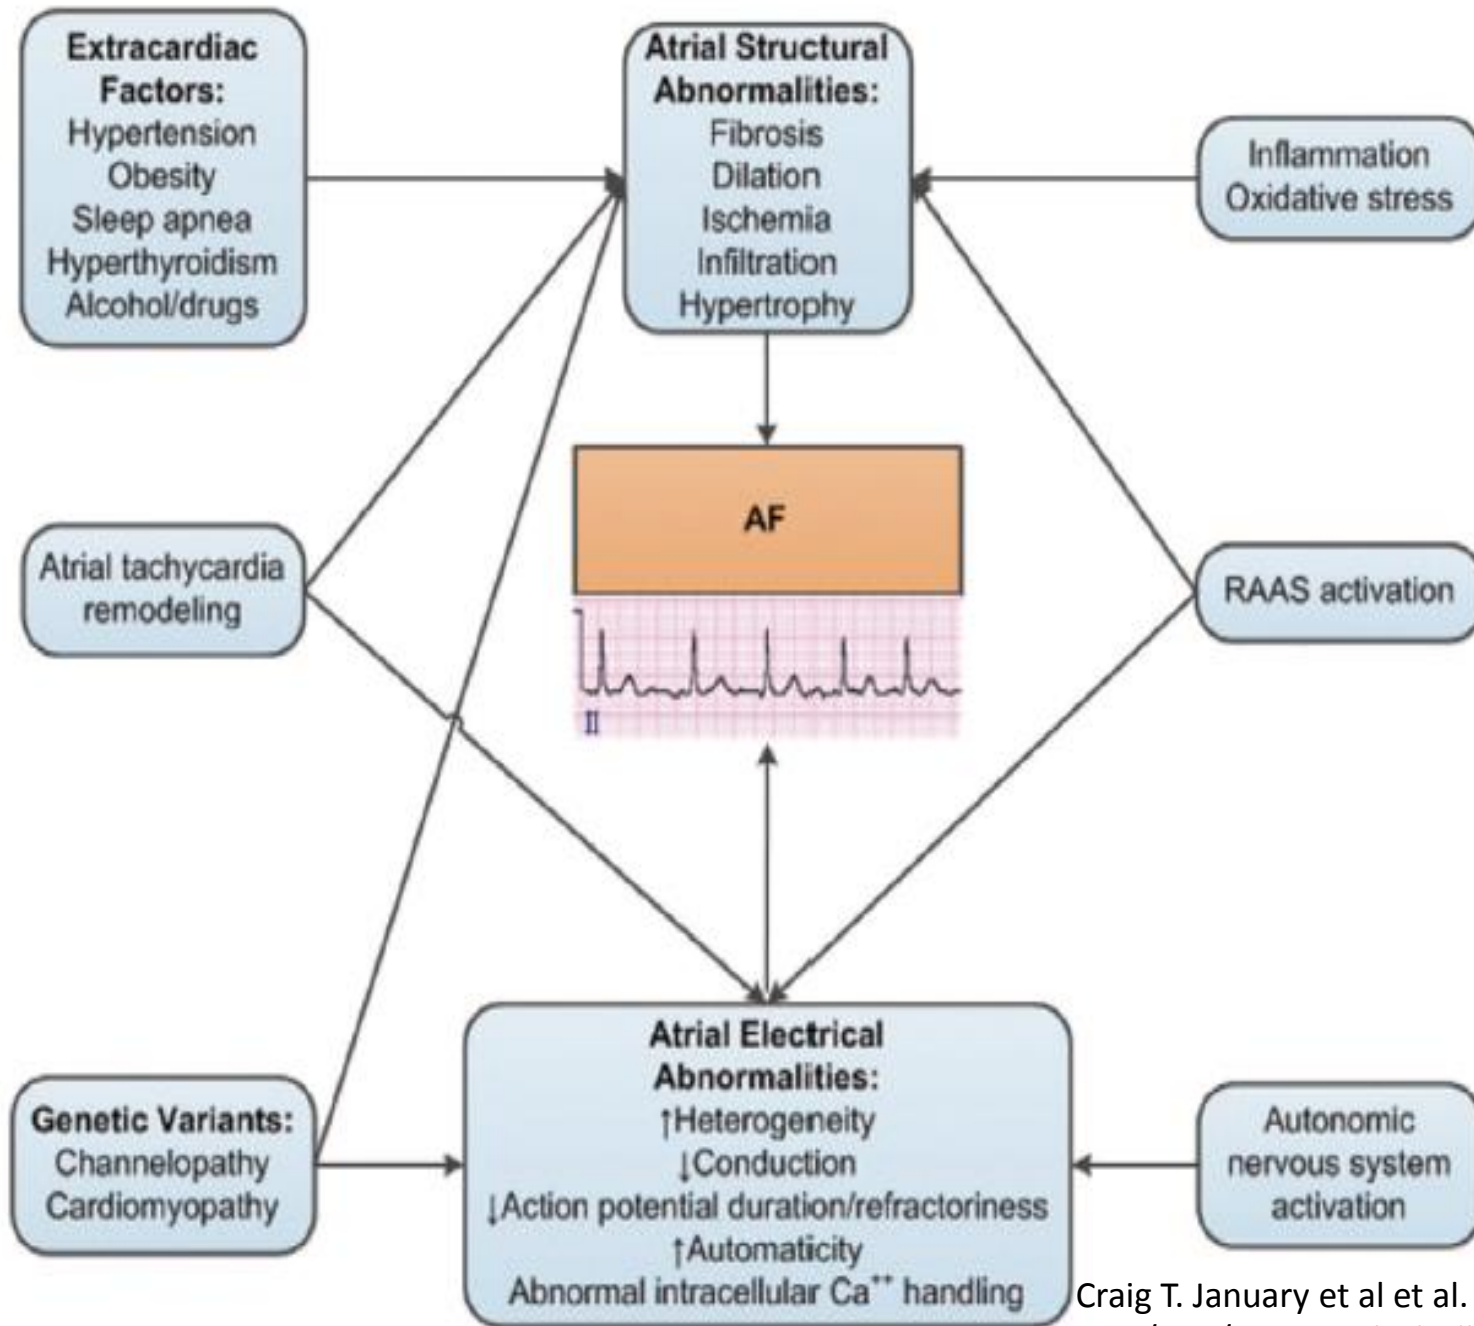 Extracardiac
Factors:
Hypertension
Obesity
Sleep apnea
Hyperthyroidism
Alcohol/drugs
Atrial Structural
Abnormalities:
Fibrosis
Dilation
Ischemia
Infiltration
Hypertrophy
Inflammation
Oxidative stress
AF
Atrial tachycardia
remodeling
RAAS activation
II
Genetic Variants:
Channelopathy
Cardiomyopathy
Atrial Electrical
Abnormalities:
↑Heterogeneity
↓Conduction
↓Action potential duration/refractoriness
↑Automaticity
Abnormal intracellular Ca⁺⁺ handling
Autonomic
nervous system
activation
Craig T. January et al et al.